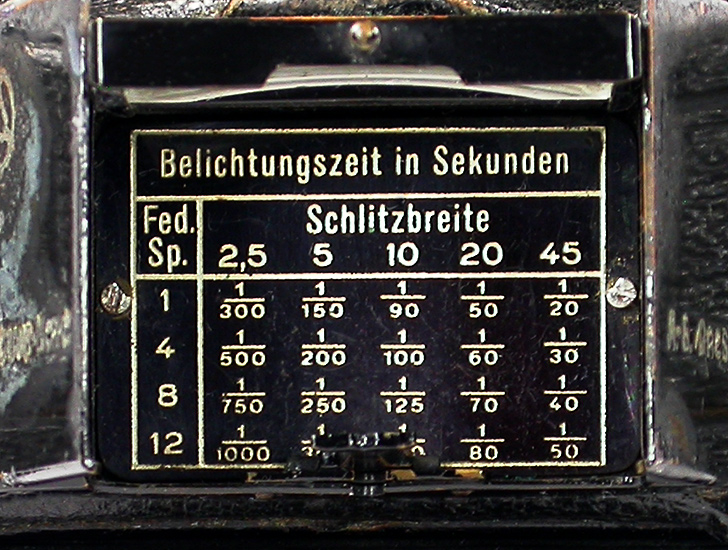 Belichtungszeit in Sekunden
Fed. Sp. Schlitzbreite
2,5 5 10 20 45
1 1/300 1/150 1/90 1/50 1/20
4 1/500 1/200 1/100 1/60 1/30
8 1/750 1/250 1/125 1/70 1/40
12 1/1000 1/80 1/50